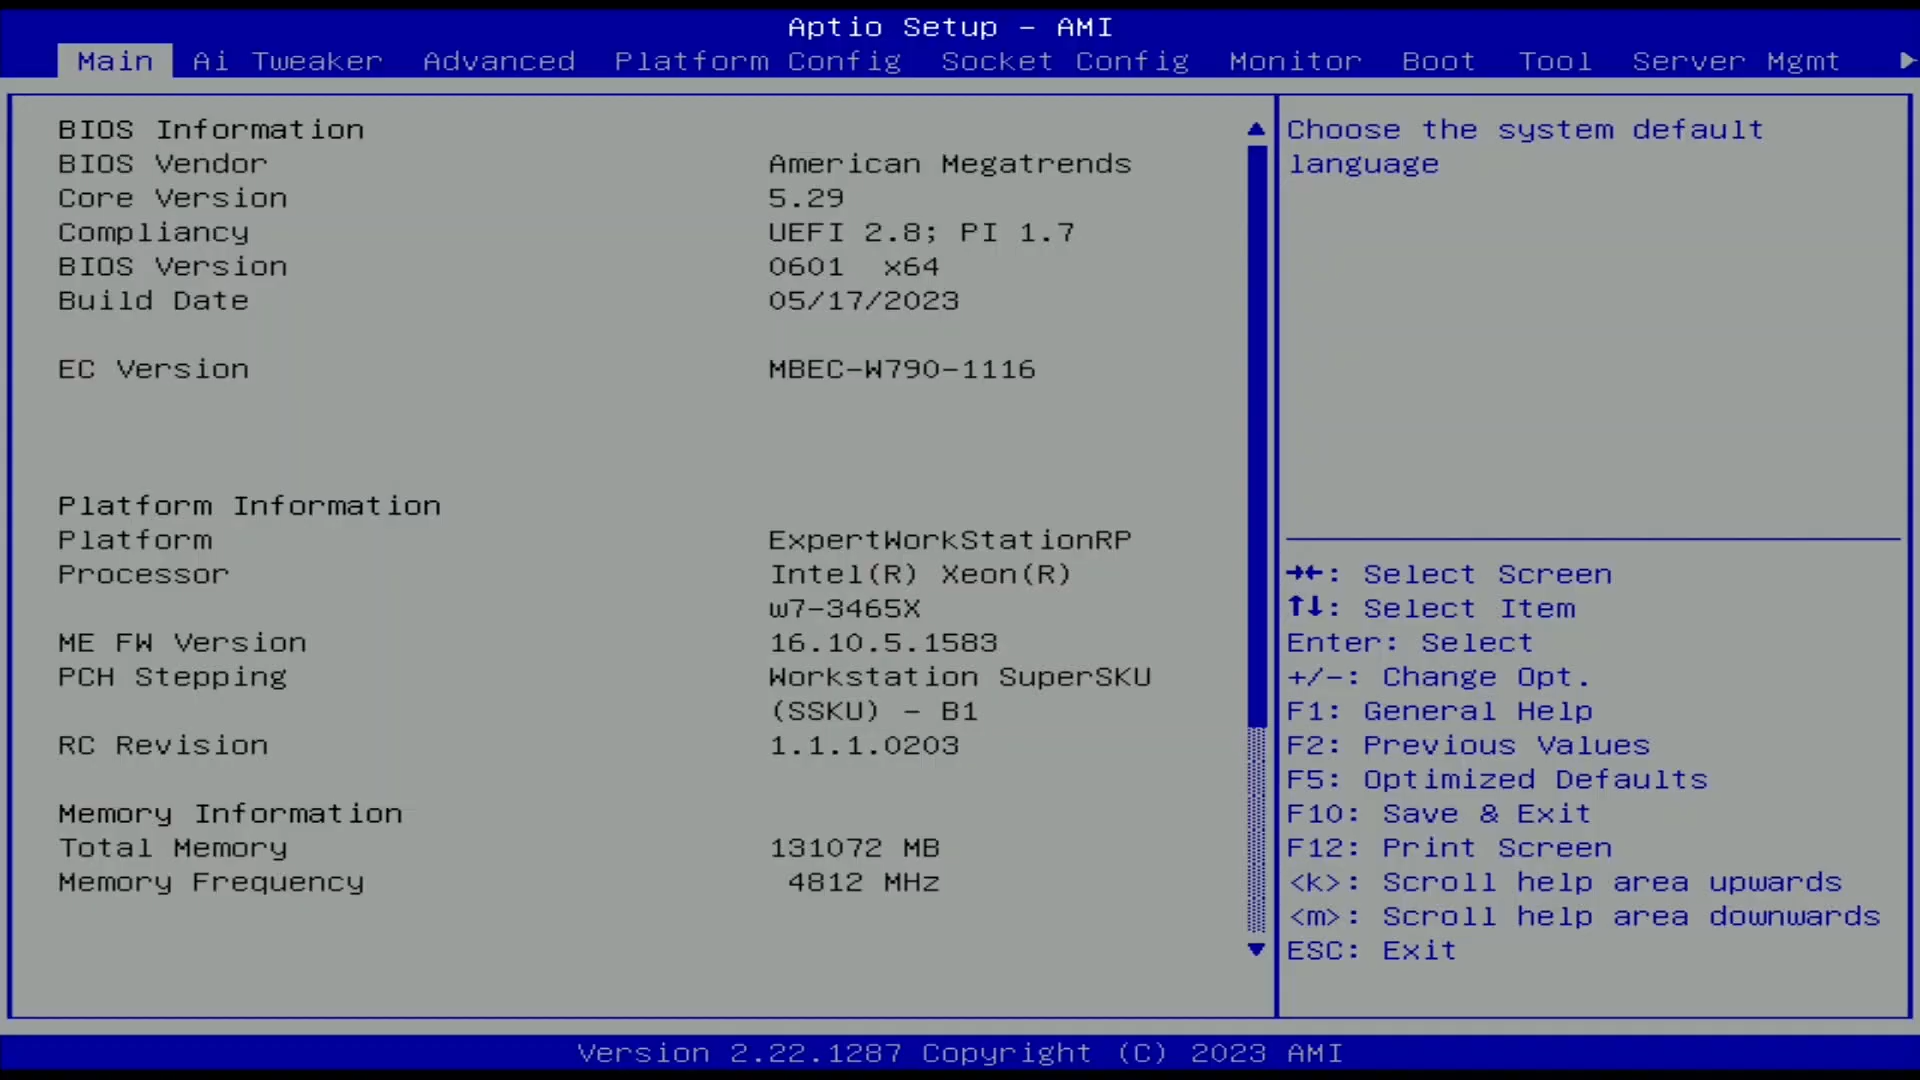 Aptio Setup - AMI
Main Ai Tweaker Advanced Platform Config Socket Config Monitor Boot Tool Server Mgmt
BIOS Information
BIOS Vendor American Megatrends
Core Version 5.29
Compliancy UEFI 2.8; PI 1.7
BIOS Version 0601 x64
Build Date 05/17/2023
EC Version MBEC-W790-1116
Platform Information
Platform ExpertWorkStationRP
Processor Intel(R) Xeon(R)
w7-3465X
ME FW Version 16.10.5.1583
PCH Stepping Workstation SuperSKU
(SSKU) - B1
RC Revision 1.1.1.0203
Memory Information
Total Memory 131072 MB
Memory Frequency 4812 MHz
Choose the system default
language
→←: Select Screen
↑↓: Select Item
Enter: Select
+/-: Change Opt.
F1: General Help
F2: Previous Values
F5: Optimized Defaults
F10: Save & Exit
F12: Print Screen
<k>: Scroll help area upwards
<m>: Scroll help area downwards
ESC: Exit
Version 2.22.1287 Copyright (C) 2023 AMI